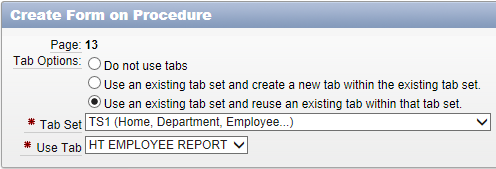 Create Form on Procedure
Page: 13
Tab Options: Do not use tabs
Use an existing tab set and create a new tab within the existing tab set.
Use an existing tab set and reuse an existing tab within that tab set.
* Tab Set TS1 (Home, Department, Employee...)
* Use Tab HT EMPLOYEE REPORT